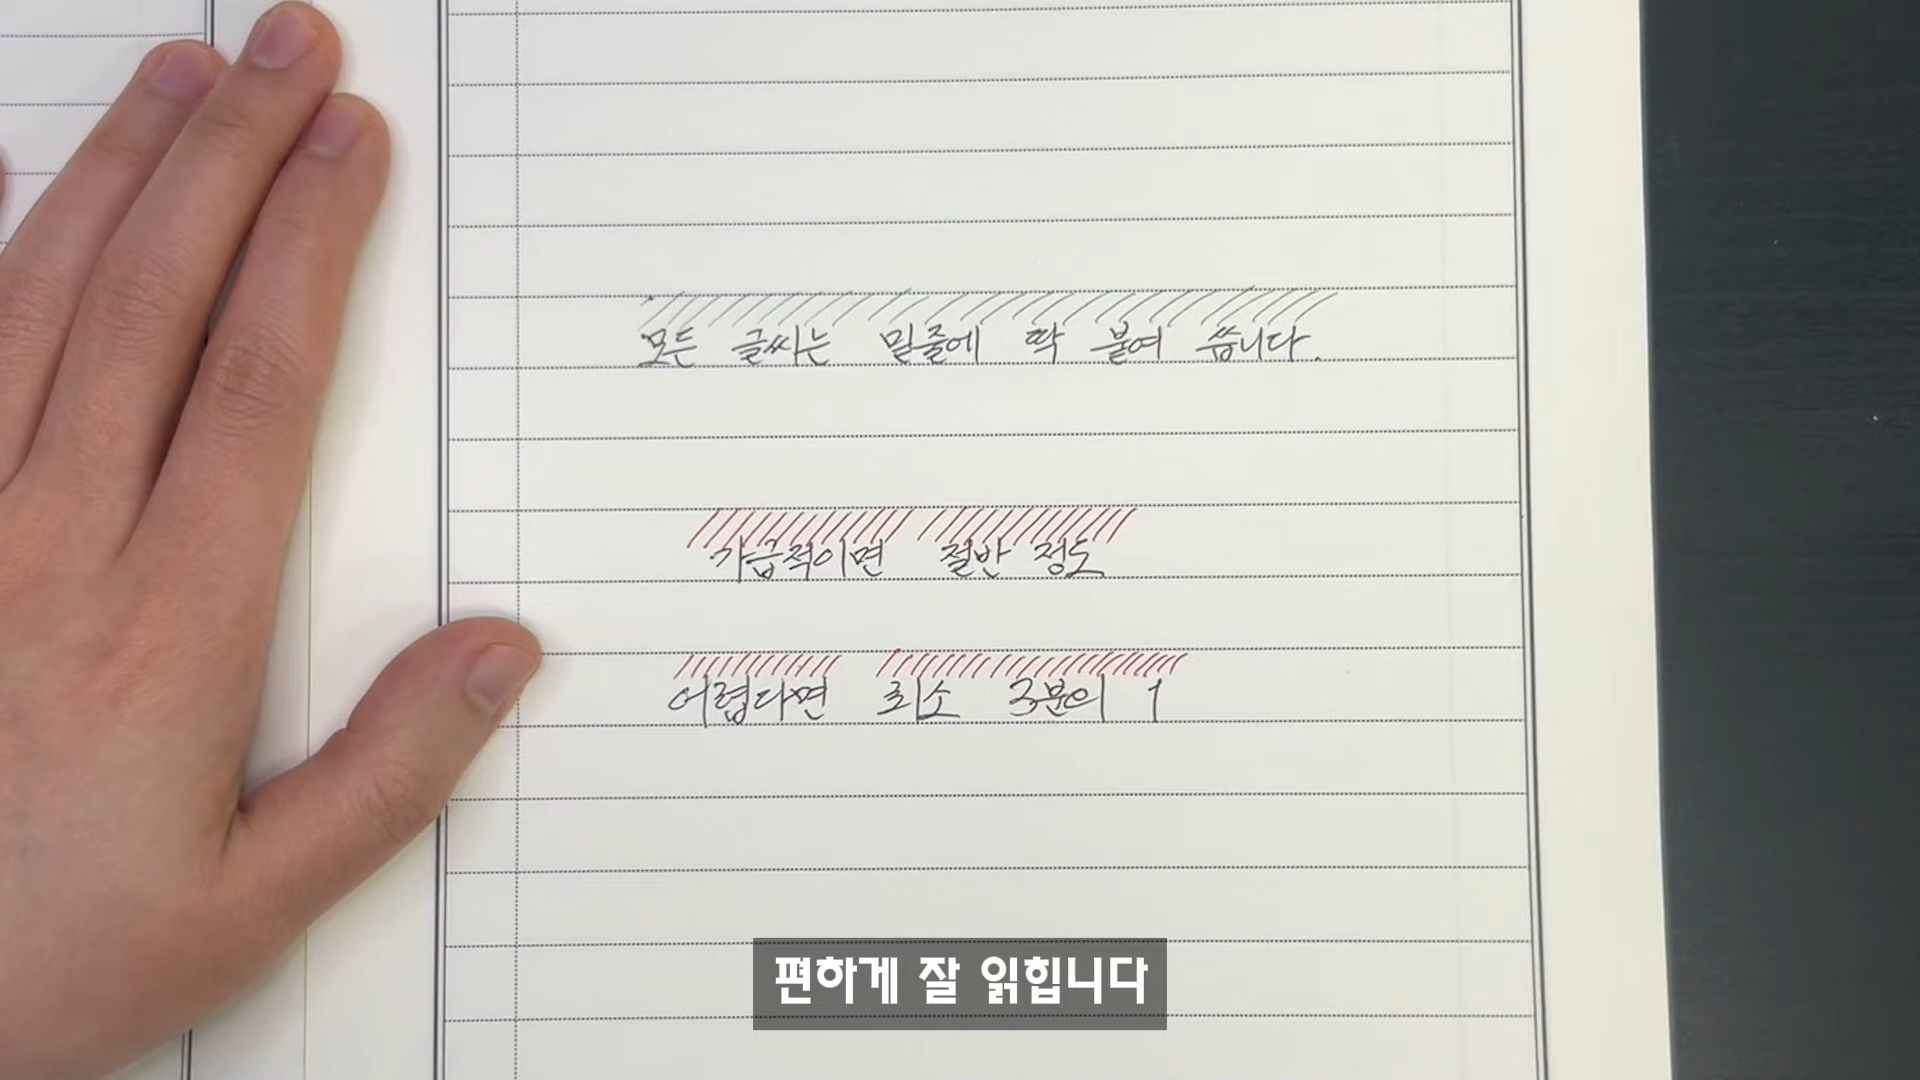 모든 글씨는 밑줄에 딱 붙여 씁니다.
가급적이면 절반 정도
어렵다면 최소 3분의 1
편하게 잘 읽힙니다